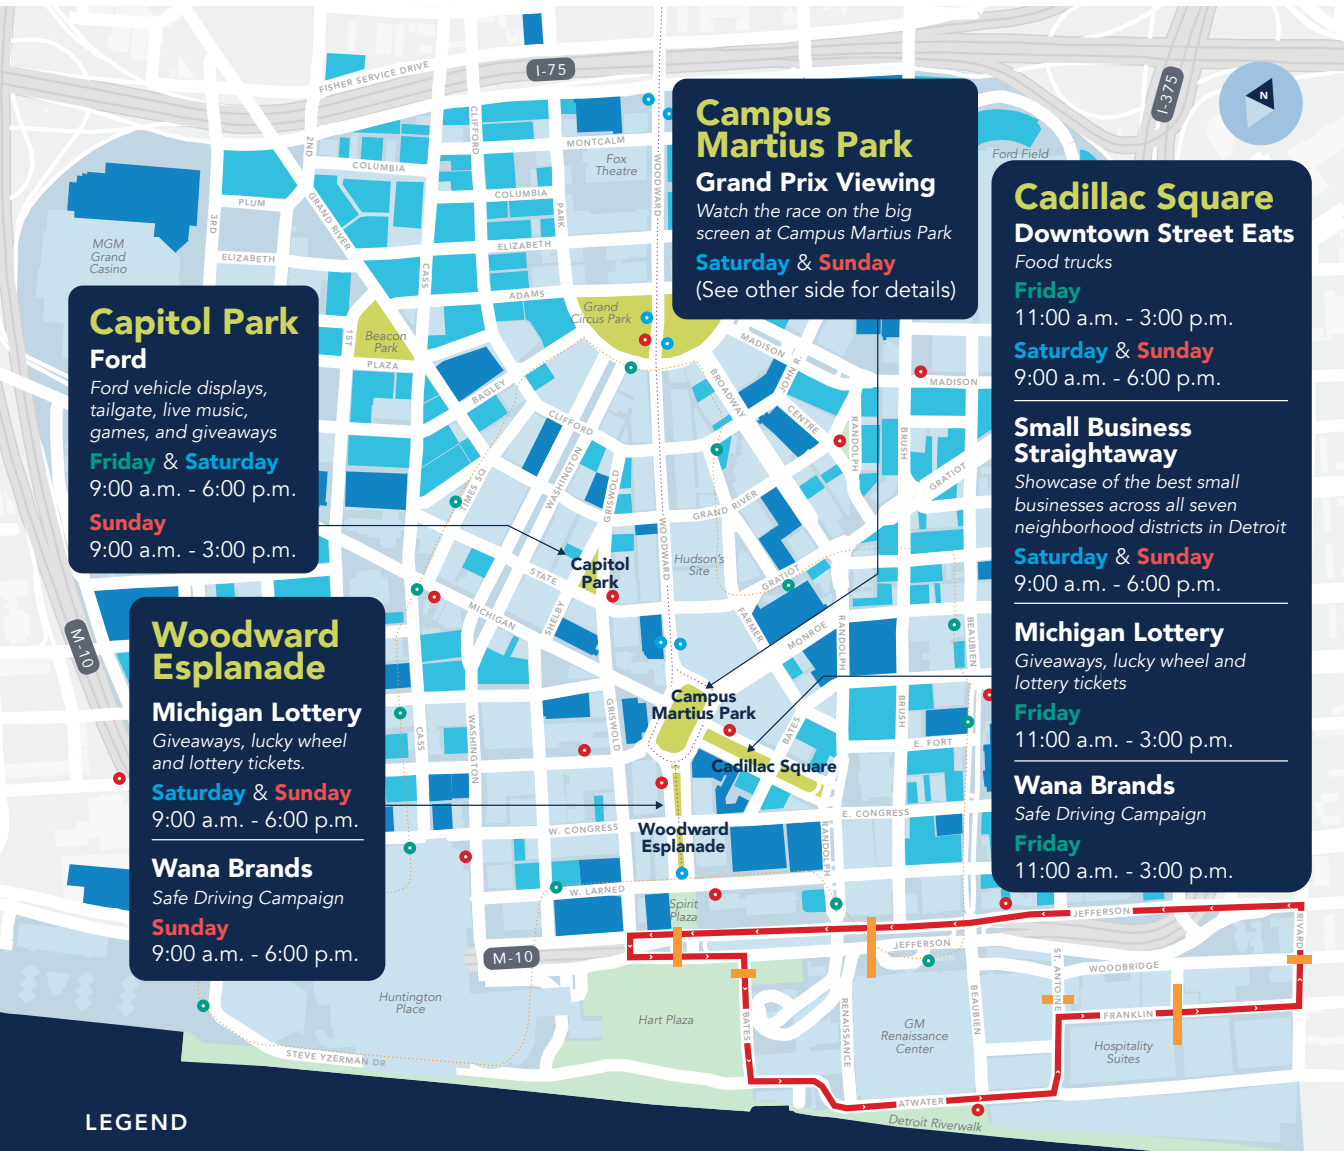 I-75
I-375
N
FISHER SERVICE DRIVE
2ND
CLIFFORD
MONTCALM
Fox
Theatre
WOODWARD
Ford Field
COLUMBIA
COLUMBIA
PLUM
GRAND RIVER
3RD
PARK
ELIZABETH
ELIZABETH
CASS
ADAMS
MGM
Grand
Casino
Grand
Circus Park
Beacon
Park
1ST
PLAZA
BAGLEY
CLIFFORD
MADISON
JOHN R.
BROADWAY
CENTRE
MADISON
RANDOLPH
BRUSH
GRATIOT
TIMES SQ
WASHINGTON
GRISWOLD
GRAND RIVER
WOODWARD
Hudson's
Site
GRATIOT
STATE
MICHIGAN
SHELBY
FARMER
MONROE
RANDOLPH
BEAUBIEN
M-10
CASS
WASHINGTON
GRISWOLD
BATES
BRUSH
E. FORT
W. CONGRESS
E. CONGRESS
RANDOLPH
W. LARNED
Spirit
Plaza
M-10
JEFFERSON
JEFFERSON
RIVARD
WOODBRIDGE
ST. ANTOINE
FRANKLIN
BEAUBIEN
RENAISSANCE
BATES
Huntington
Place
Hart Plaza
GM
Renaissance
Center
Hospitality
Suites
STEVE YZERMAN DR
ATWATER
Detroit Riverwalk
Capitol
Park
Campus
Martius Park
Cadillac Square
Woodward
Esplanade
Campus
Martius Park
Grand Prix Viewing
Watch the race on the big
screen at Campus Martius Park
Saturday & Sunday
(See other side for details)
Cadillac Square
Downtown Street Eats
Food trucks
Friday
11:00 a.m. - 3:00 p.m.
Saturday & Sunday
9:00 a.m. - 6:00 p.m.
Small Business
Straightaway
Showcase of the best small
businesses across all seven
neighborhood districts in Detroit
Saturday & Sunday
9:00 a.m. - 6:00 p.m.
Michigan Lottery
Giveaways, lucky wheel and
lottery tickets
Friday
11:00 a.m. - 3:00 p.m.
Wana Brands
Safe Driving Campaign
Friday
11:00 a.m. - 3:00 p.m.
Capitol Park
Ford
Ford vehicle displays,
tailgate, live music,
games, and giveaways
Friday & Saturday
9:00 a.m. - 6:00 p.m.
Sunday
9:00 a.m. - 3:00 p.m.
Woodward
Esplanade
Michigan Lottery
Giveaways, lucky wheel
and lottery tickets.
Saturday & Sunday
9:00 a.m. - 6:00 p.m.
Wana Brands
Safe Driving Campaign
Sunday
9:00 a.m. - 6:00 p.m.
LEGEND